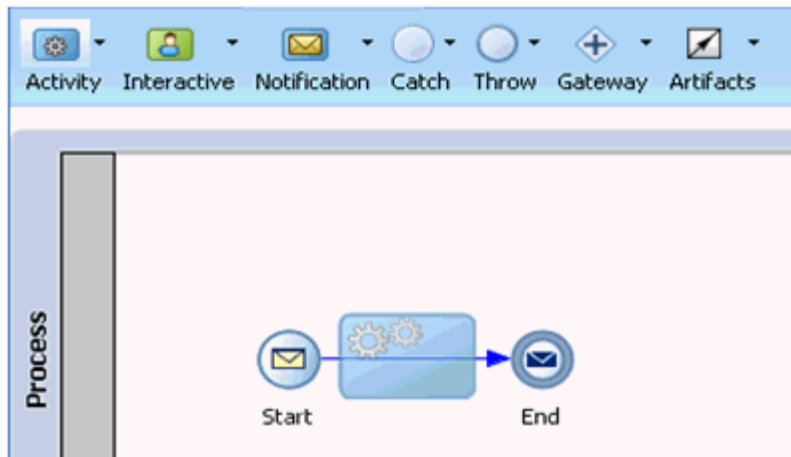 Activity Interactive Notification Catch Throw Gateway Artifacts
Process
Start End